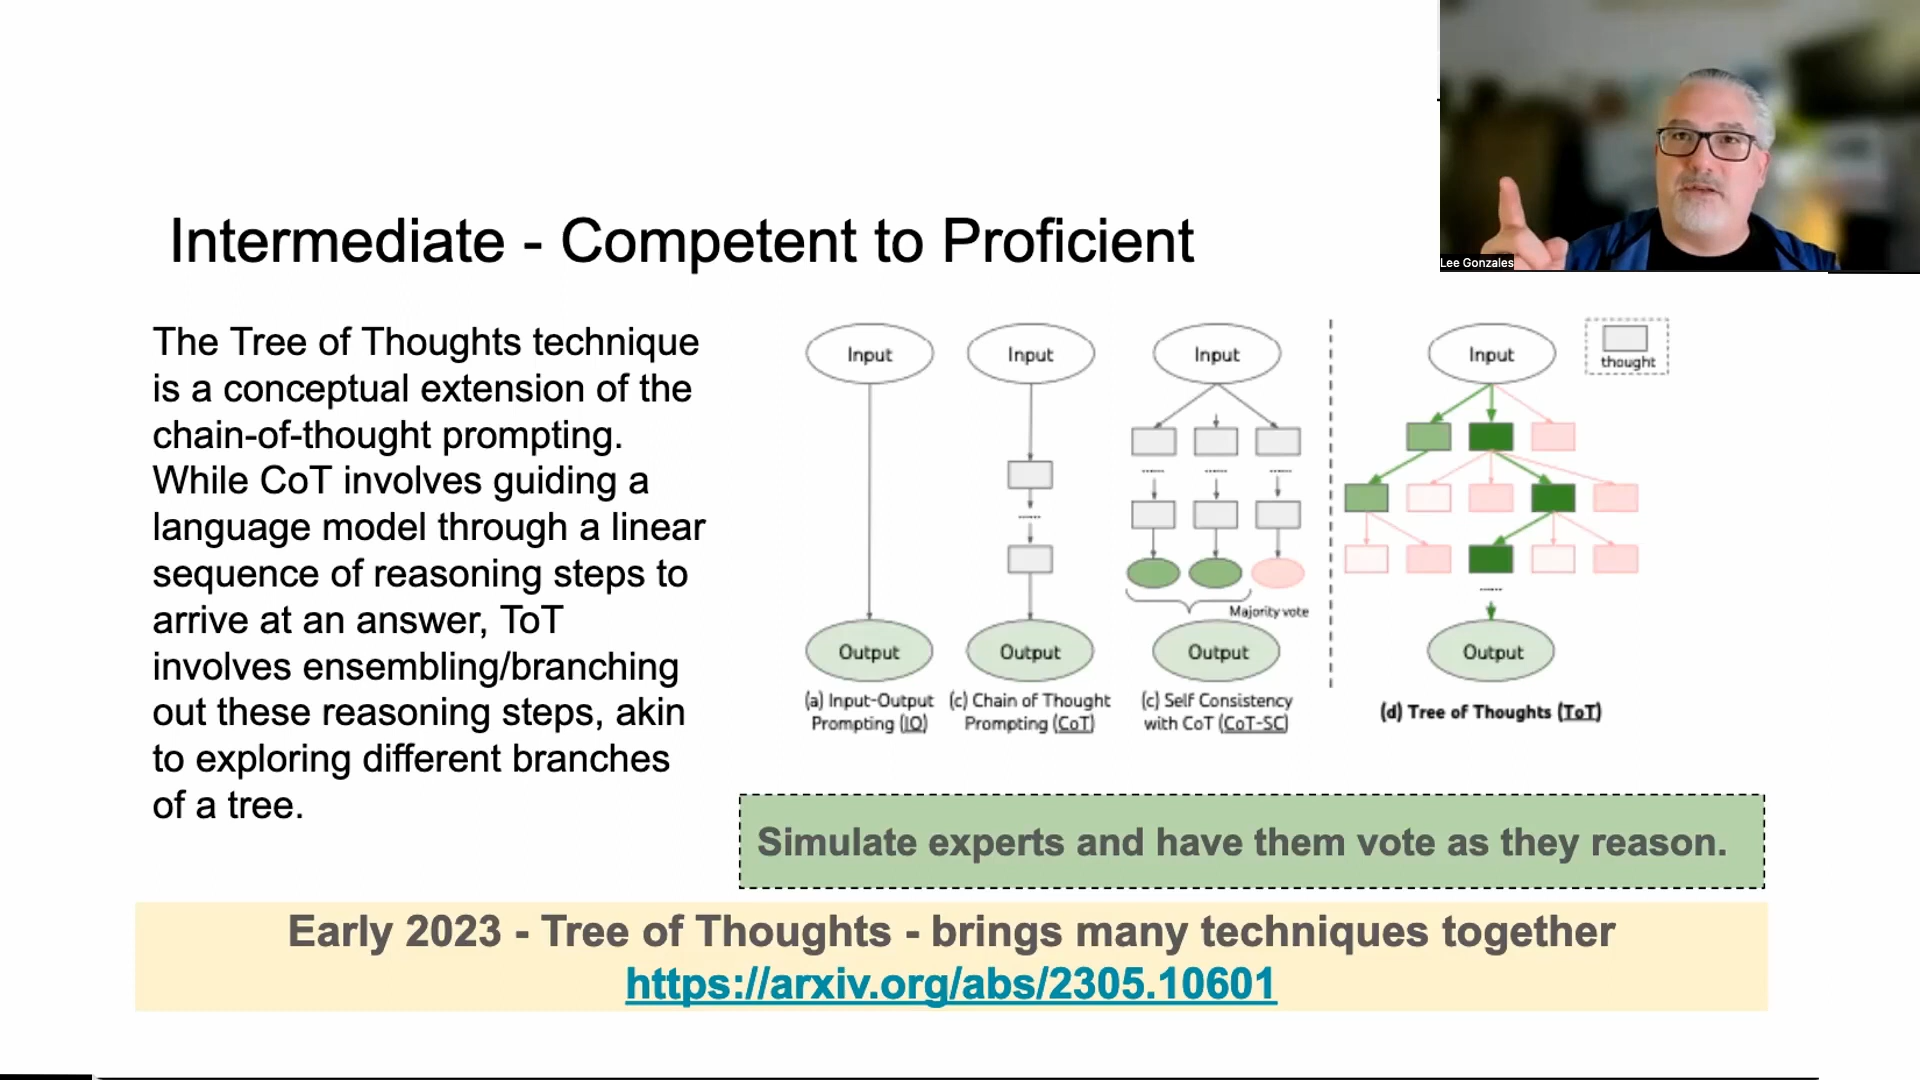 Lee Gonzales
Intermediate - Competent to Proficient
The Tree of Thoughts technique
is a conceptual extension of the
chain-of-thought prompting.
While CoT involves guiding a
language model through a linear
sequence of reasoning steps to
arrive at an answer, ToT
involves ensembling/branching
out these reasoning steps, akin
to exploring different branches
of a tree.
Input
Input
Input
Input
thought
Majority vote
Output
Output
Output
Output
(a) Input-Output
Prompting (IO)
(c) Chain of Thought
Prompting (CoT)
(c) Self Consistency
with CoT (CoT-SC)
(d) Tree of Thoughts (ToT)
Simulate experts and have them vote as they reason.
Early 2023 - Tree of Thoughts - brings many techniques together
https://arxiv.org/abs/2305.10601